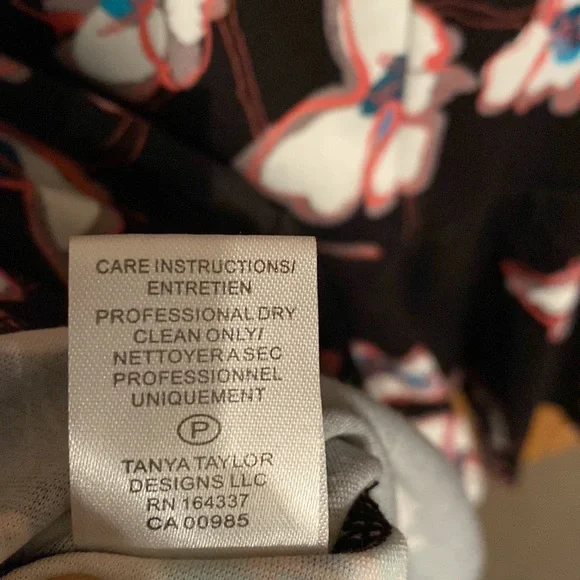 CARE INSTRUCTIONS/
ENTRETIEN
PROFESSIONAL DRY
CLEAN ONLY/
NETTOYER A SEC
PROFESSIONNEL
UNIQUEMENT
P
TANYA TAYLOR
DESIGNS LLC
RN 164337
CA 00985